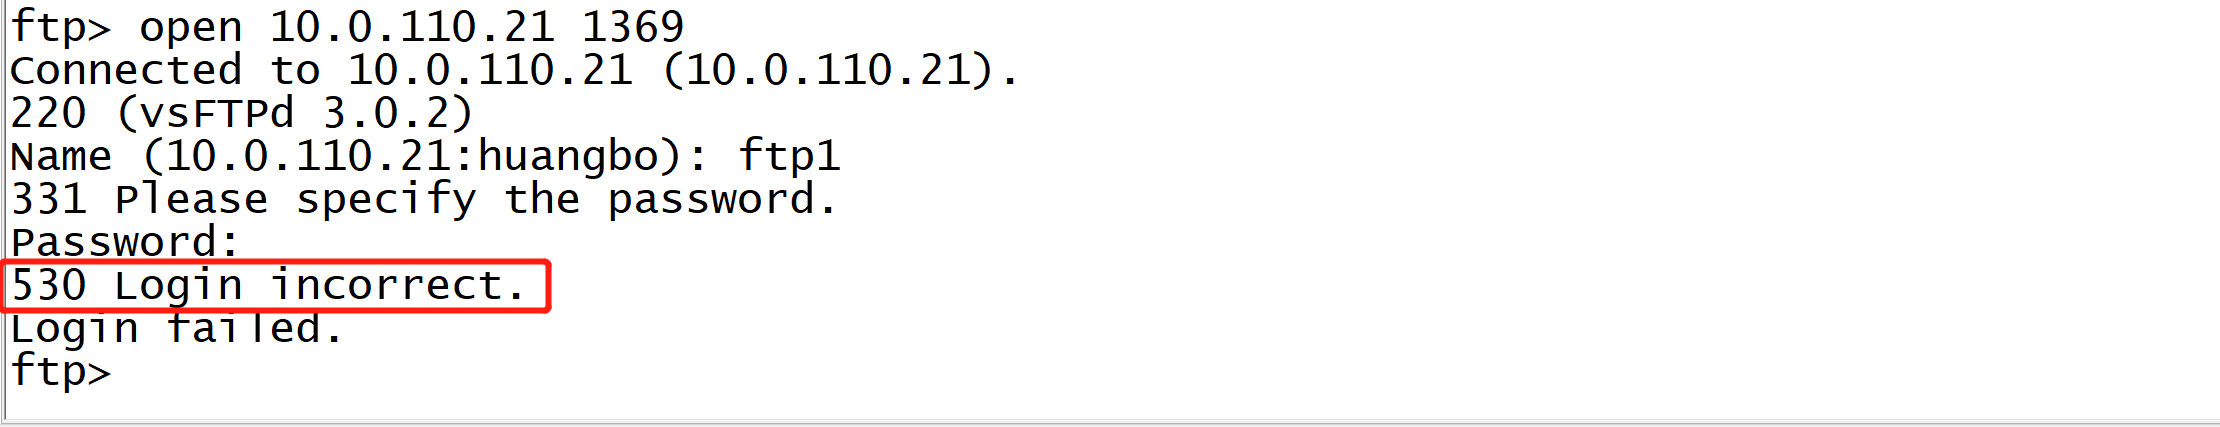 ftp> open 10.0.110.21 1369
Connected to 10.0.110.21 (10.0.110.21).
220 (vsFTPd 3.0.2)
Name (10.0.110.21:huangbo): ftp1
331 Please specify the password.
Password:
530 Login incorrect.
Login failed.
ftp>